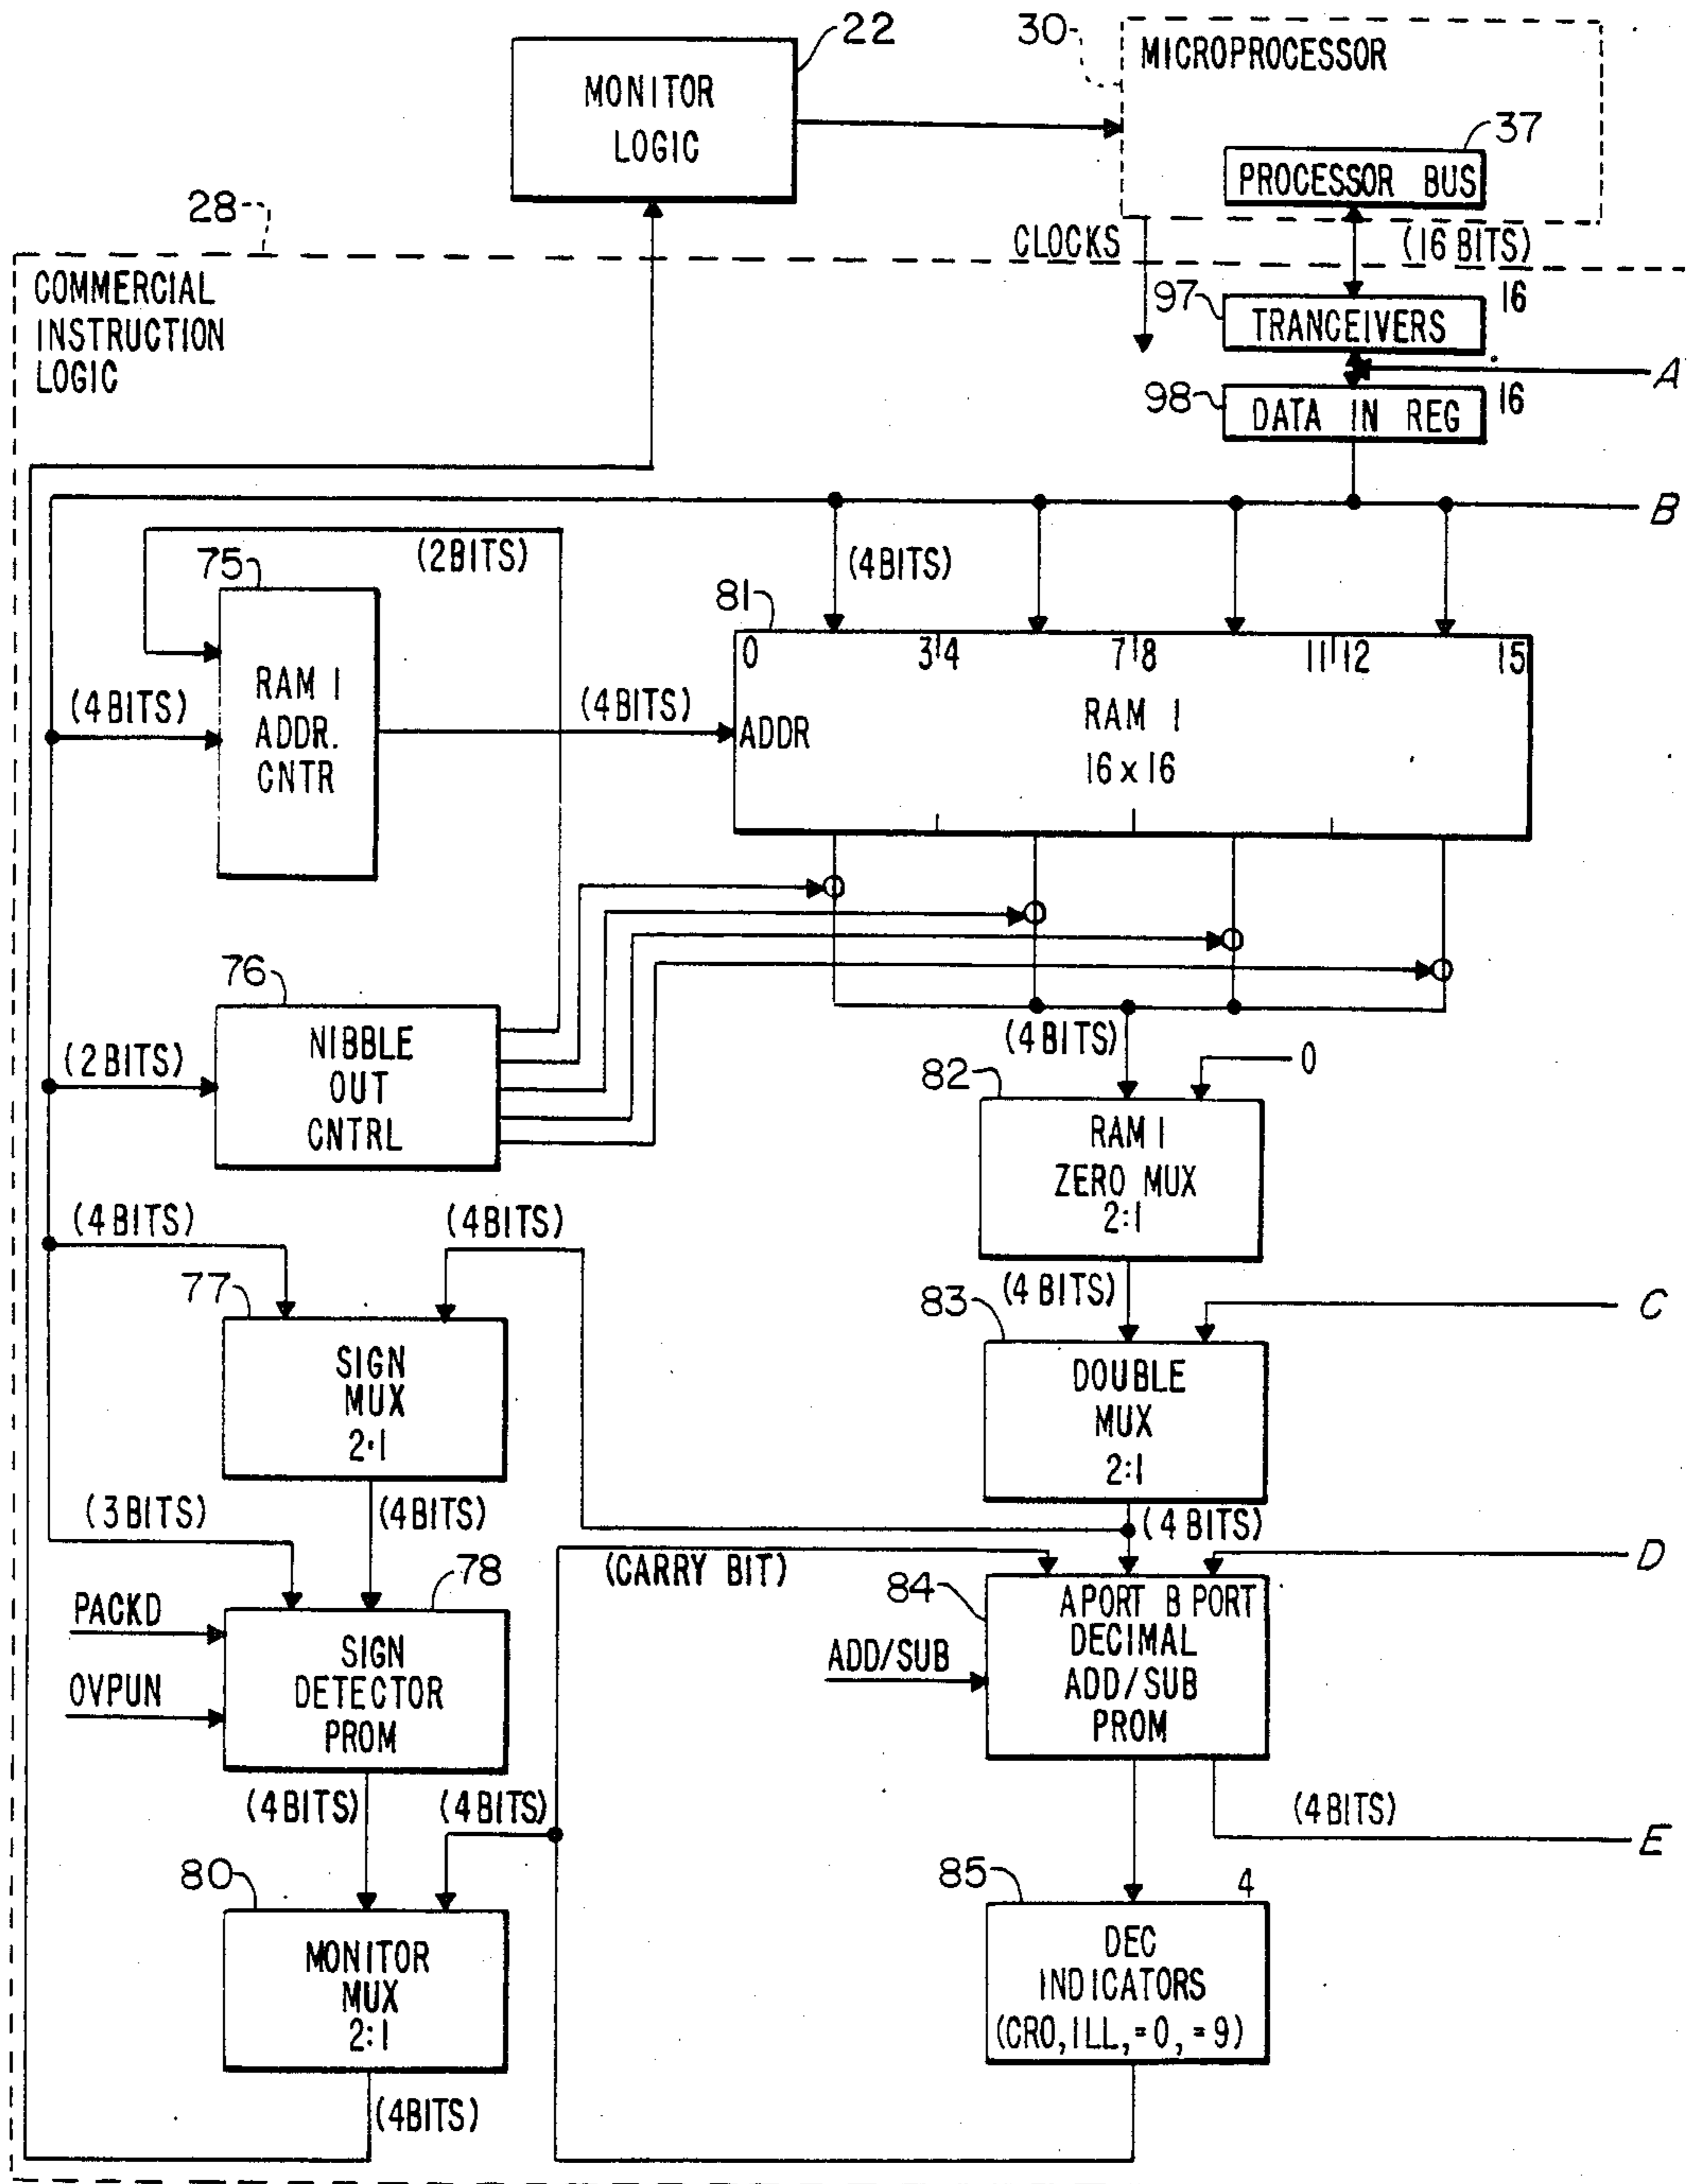 22
30
MICROPROCESSOR
MONITOR
LOGIC
37
PROCESSOR BUS
28
CLOCKS
(16 BITS)
COMMERCIAL
INSTRUCTION
LOGIC
97
TRANCEIVERS
16
A
98
DATA IN REG
16
B
(2BITS)
75
(4BITS)
81
0
3
4
7
8
11
12
15
RAM 1
ADDR.
CNTR
(4BITS)
(4BITS)
ADDR
RAM 1
16 x 16
76
NIBBLE
OUT
CNTRL
(2BITS)
(4BITS)
0
82
RAM 1
ZERO MUX
2:1
(4BITS)
(4BITS)
77
(4 BITS)
83
C
SIGN
MUX
2:1
DOUBLE
MUX
2:1
(3BITS)
(4BITS)
(4 BITS)
78
(CARRY BIT)
D
84
PACKD
OVPUN
SIGN
DETECTOR
PROM
ADD/SUB
A PORT B PORT
DECIMAL
ADD/SUB
PROM
(4BITS)
(4BITS)
(4BITS)
E
80
85
4
MONITOR
MUX
2:1
DEC
INDICATORS
(CRO, ILL, =0, =9)
(4BITS)